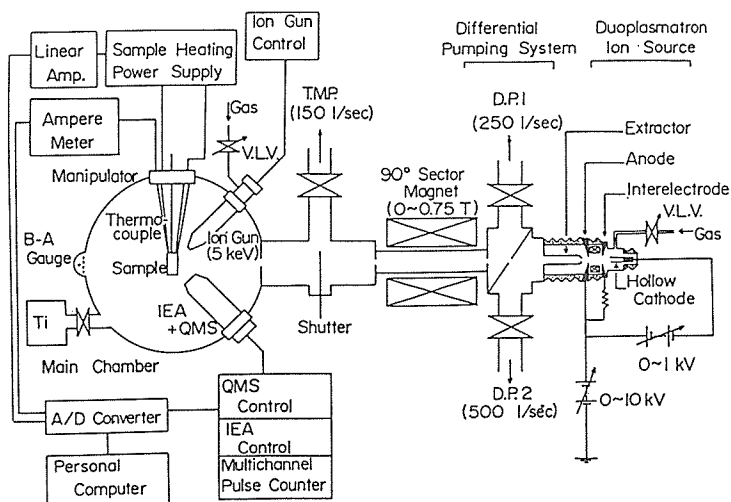 Linear
Amp.
Sample Heating
Power Supply
Ion Gun
Control
Ampere
Meter
Gas
V.L.V.
T.M.P.
(150 l/sec)
Differential
Pumping System
Duoplasmatron
Ion Source
D.P.1
(250 l/sec)
Extractor
Anode
Interelectrode
V.L.V.
Gas
Hollow
Cathode
90° Sector
Magnet
(0~0.75 T)
Manipulator
Thermo-
couple
Ion Gun
(5 keV)
B-A
Gauge
Sample
IEA
+QMS
Shutter
Ti
Main Chamber
0~1 kV
0~10 kV
D.P.2
(500 l/sec)
QMS
Control
IEA
Control
Multichannel
Pulse Counter
A/D Converter
Personal
Computer